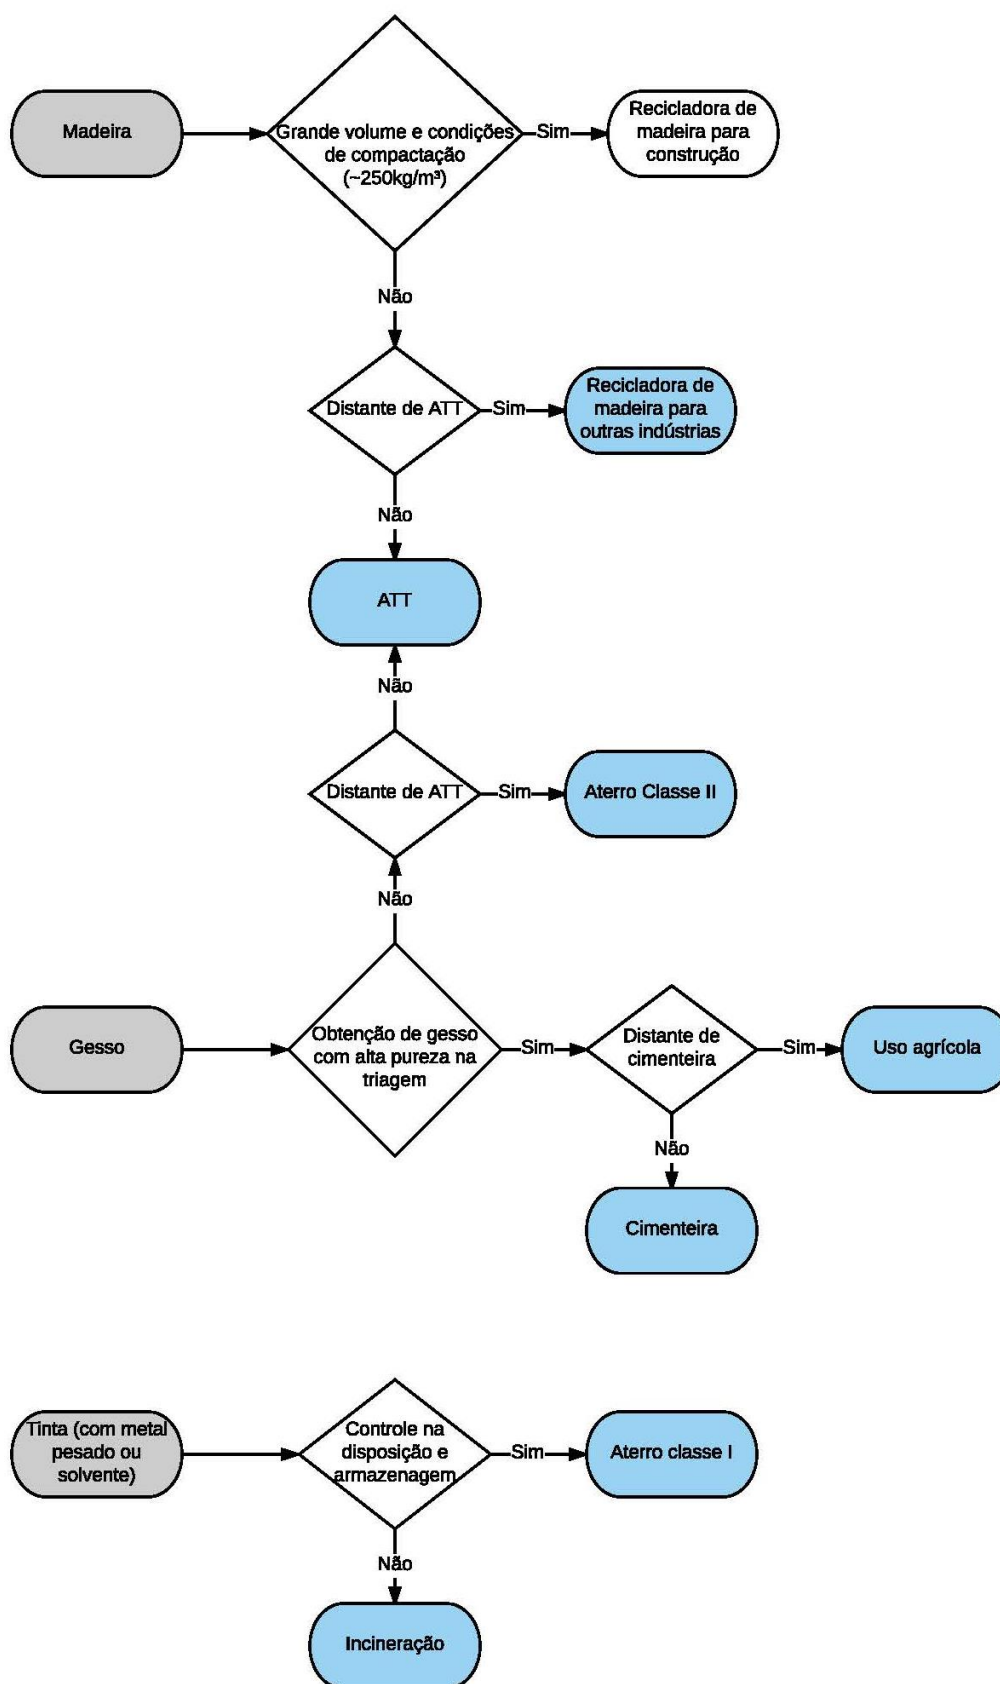 Madeira
Grande volume e condições
de compactação
(~250kg/m³)
Sim
Recicladora de
madeira para
construção
Não
Distante de ATT
Sim
Recicladora de
madeira para
outras indústrias
Não
ATT
Não
Distante de ATT
Sim
Aterro Classe II
Não
Gesso
Obtenção de gesso
com alta pureza na
triagem
Sim
Distante de
cimenteira
Sim
Uso agrícola
Não
Cimenteira
Tinta (com metal
pesado ou
solvente)
Controle na
disposição e
armazenagem
Sim
Aterro classe I
Não
Incineração